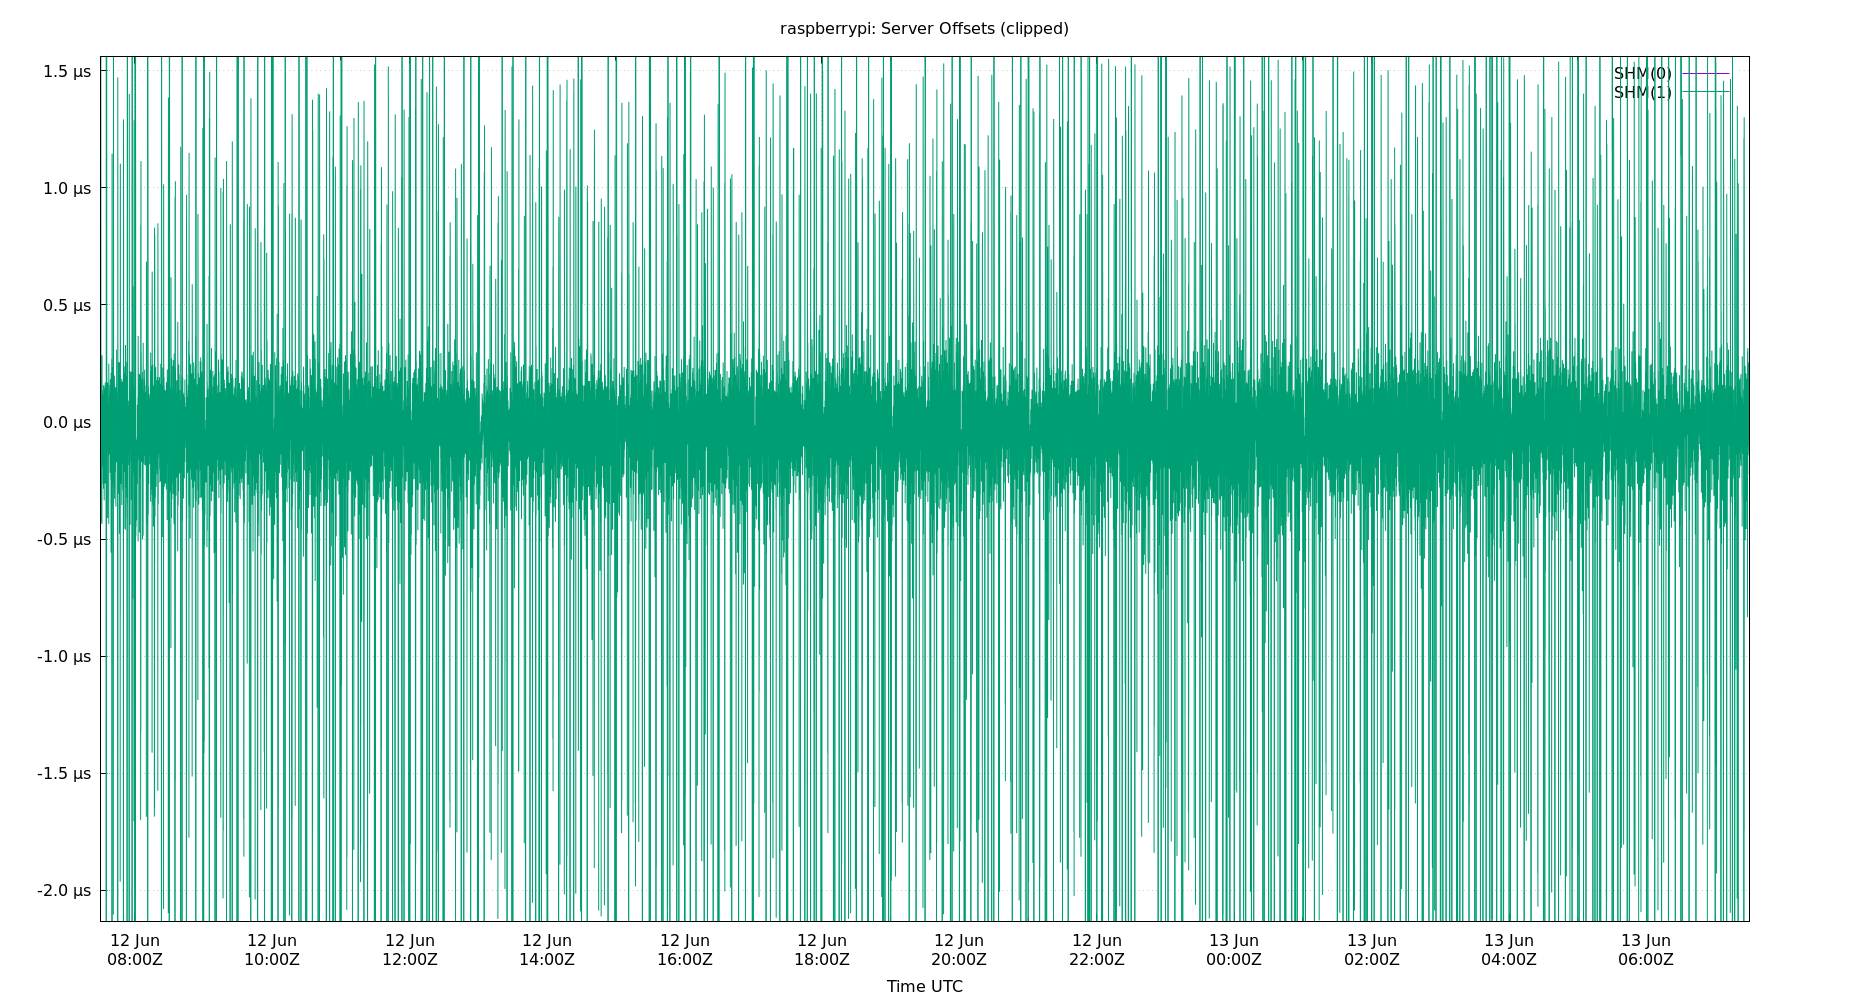 raspberrypi: Server Offsets (clipped)
1.5 µs
1.0 µs
0.5 µs
0.0 µs
-0.5 µs
-1.0 µs
-1.5 µs
-2.0 µs
SHM(0)
SHM(1)
12 Jun 12 Jun 12 Jun 12 Jun 12 Jun 12 Jun 12 Jun 12 Jun 13 Jun 13 Jun 13 Jun 13 Jun
08:00Z 10:00Z 12:00Z 14:00Z 16:00Z 18:00Z 20:00Z 22:00Z 00:00Z 02:00Z 04:00Z 06:00Z
Time UTC